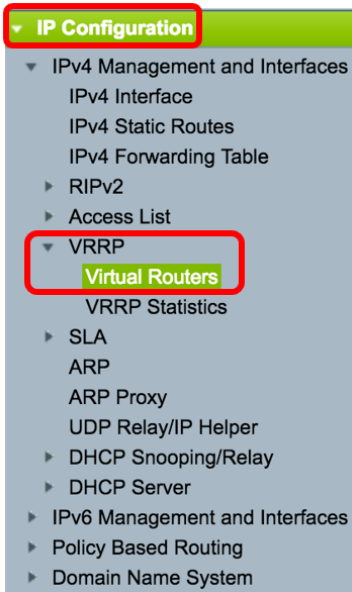 IP Configuration
IPv4 Management and Interfaces
IPv4 Interface
IPv4 Static Routes
IPv4 Forwarding Table
RIPv2
Access List
VRRP
Virtual Routers
VRRP Statistics
SLA
ARP
ARP Proxy
UDP Relay/IP Helper
DHCP Snooping/Relay
DHCP Server
IPv6 Management and Interfaces
Policy Based Routing
Domain Name System